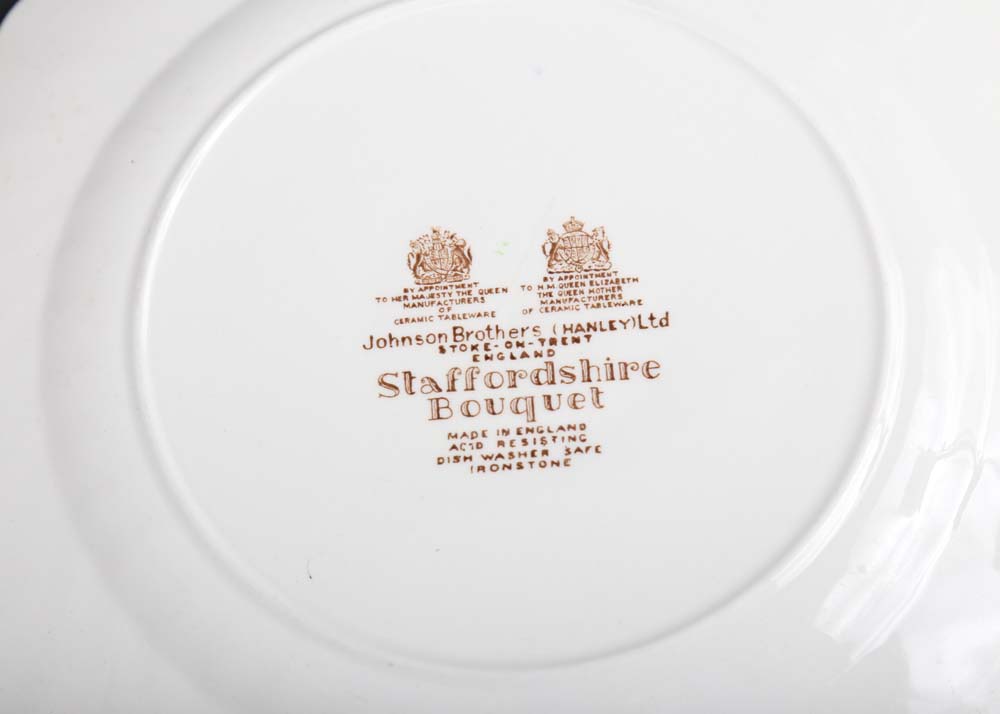 BY APPOINTMENT
TO HER MAJESTY THE QUEEN
MANUFACTURERS
OF
CERAMIC TABLEWARE
BY APPOINTMENT
TO H.M. QUEEN ELIZABETH
THE QUEEN MOTHER
MANUFACTURERS
OF CERAMIC TABLEWARE
Johnson Brothers (HANLEY) Ltd
STOKE-ON-TRENT
ENGLAND
Staffordshire
Bouquet
MADE IN ENGLAND
ACID RESISTING
DISH WASHER SAFE
IRONSTONE